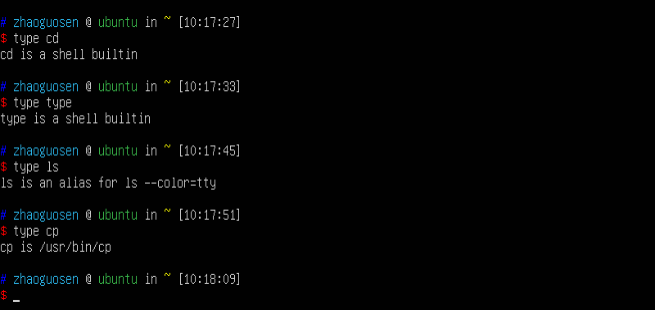 # zhaoguosen @ ubuntu in ~ [10:17:27]
$ type cd
cd is a shell builtin
# zhaoguosen @ ubuntu in ~ [10:17:33]
$ type type
type is a shell builtin
# zhaoguosen @ ubuntu in ~ [10:17:45]
$ type ls
ls is an alias for ls --color=tty
# zhaoguosen @ ubuntu in ~ [10:17:51]
$ type cp
cp is /usr/bin/cp
# zhaoguosen @ ubuntu in ~ [10:18:09]
$ _